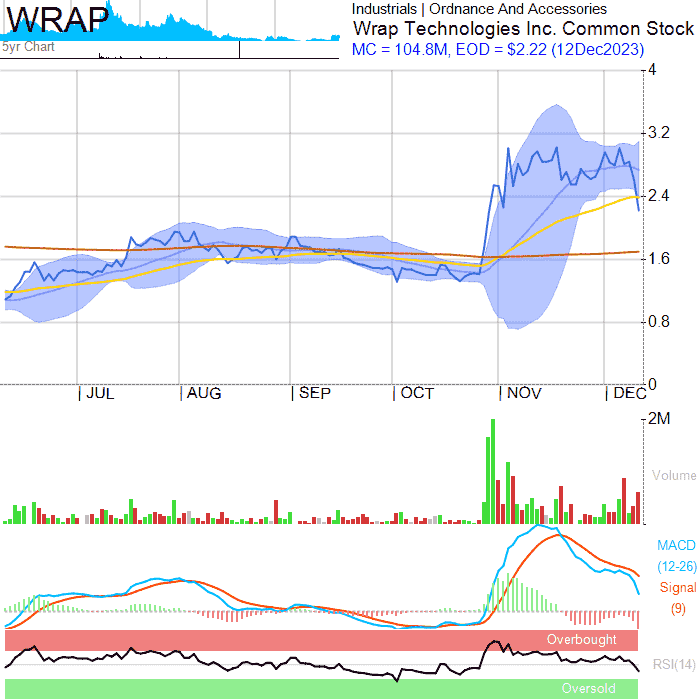 WRAP
5yr Chart
Industrials | Ordnance And Accessories
Wrap Technologies Inc. Common Stock
MC = 104.8M, EOD = $2.22 (12Dec2023)
4
3.2
2.4
1.6
0.8
0
JUL AUG SEP OCT NOV DEC
2M
Volume
MACD
(12-26)
Signal
(9)
Overbought
RSI(14)
Oversold